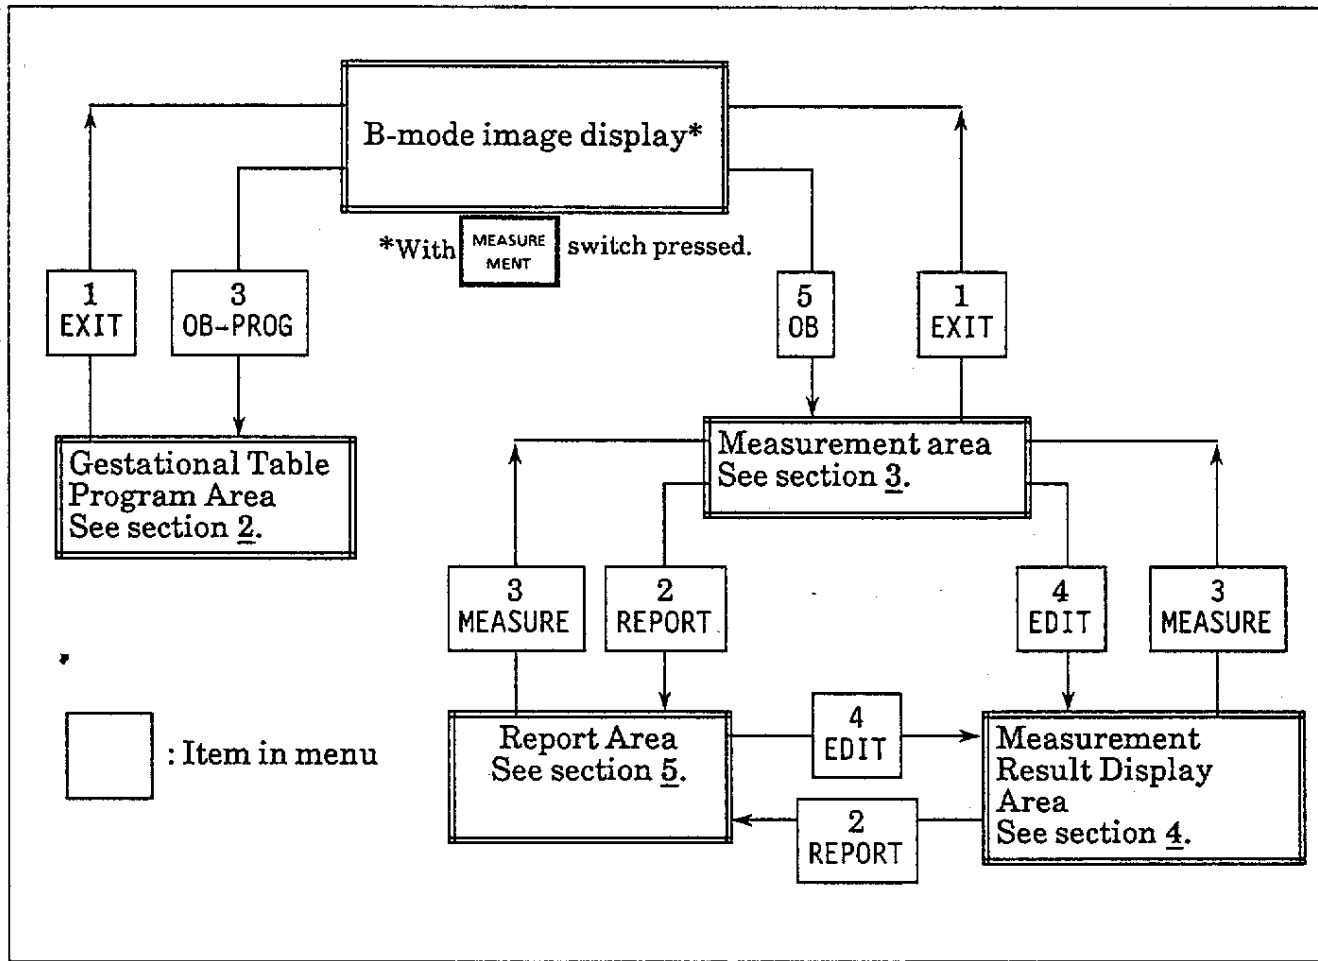 B-mode image display*
*With MEASURE MENT switch pressed.
1
EXIT
3
OB-PROG
5
OB
1
EXIT
Gestational Table
Program Area
See section 2.
Measurement area
See section 3.
3
MEASURE
2
REPORT
4
EDIT
3
MEASURE
: Item in menu
Report Area
See section 5.
4
EDIT
2
REPORT
Measurement
Result Display
Area
See section 4.